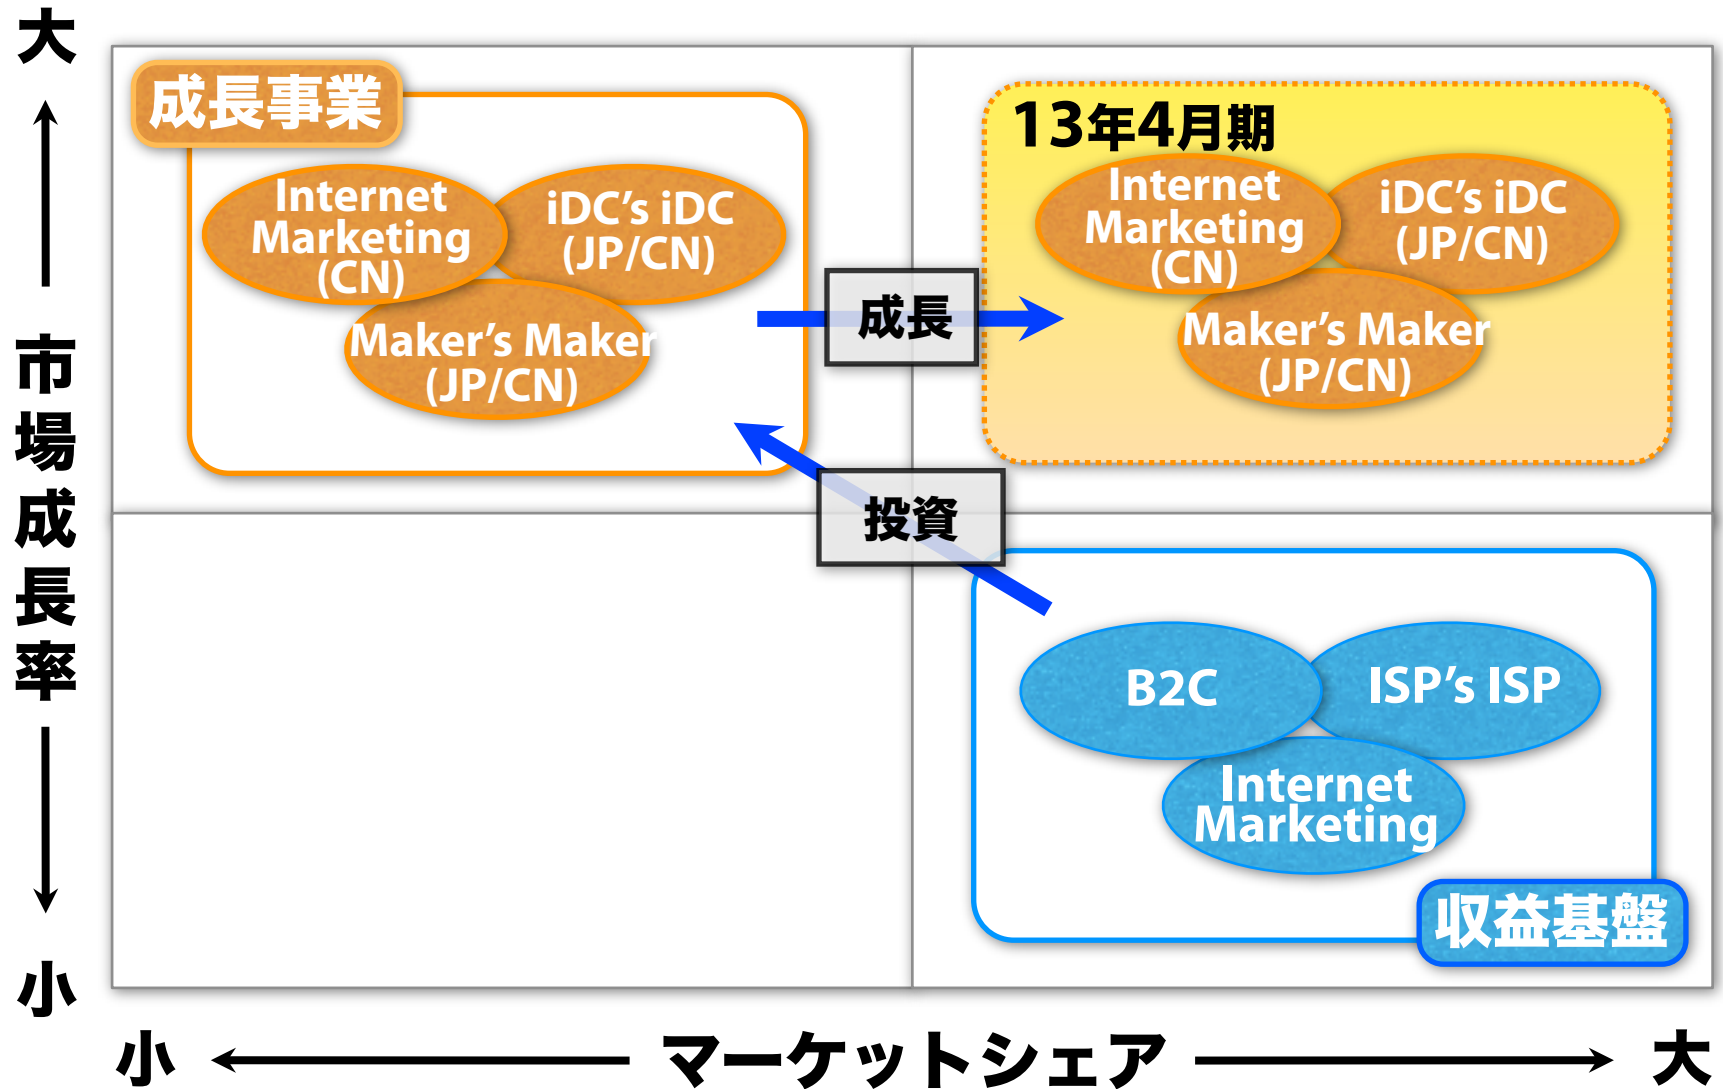 大
市場成長率
小
成長事業
Internet
Marketing
(CN)
iDC’s iDC
(JP/CN)
Maker’s Maker
(JP/CN)
成長
13年4月期
Internet
Marketing
(CN)
iDC’s iDC
(JP/CN)
Maker’s Maker
(JP/CN)
投資
B2C
ISP’s ISP
Internet
Marketing
収益基盤
小
マーケットシェア
大